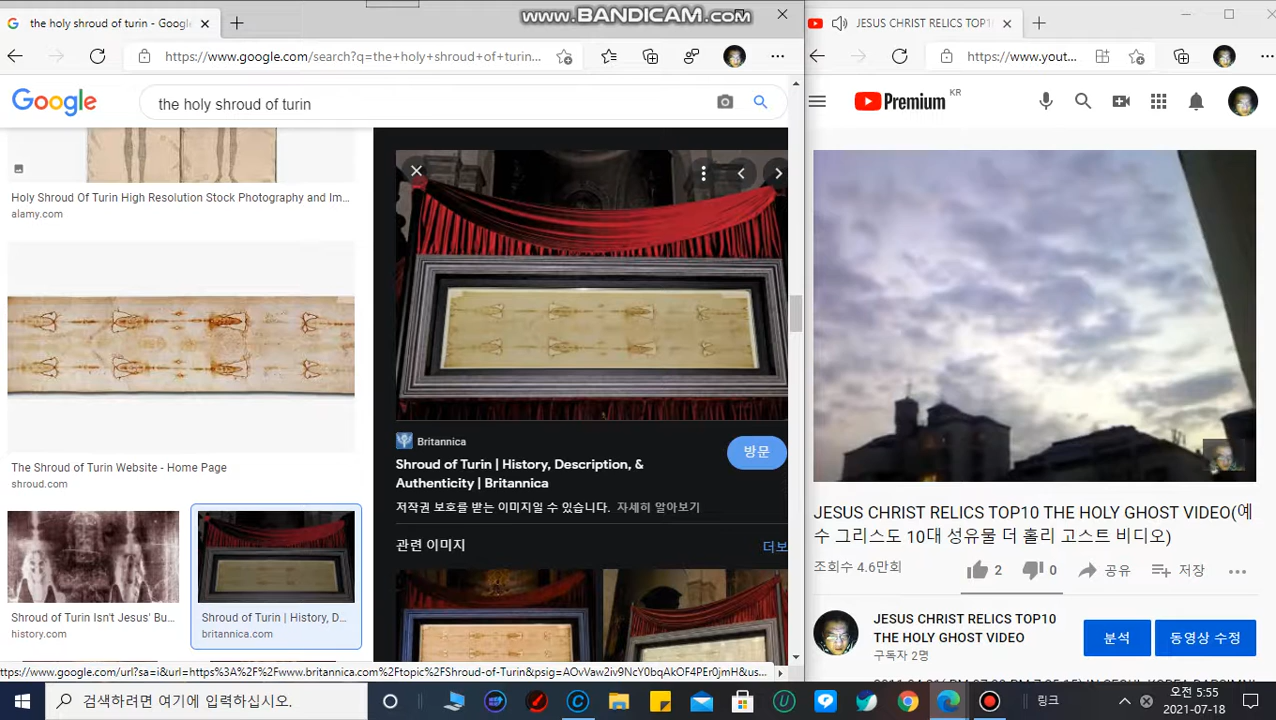 the holy shroud of turin - Google
www.BANDICAM.com
https://www.google.com/search?q=the+holy+shroud+of+turin...
Google
the holy shroud of turin
Holy Shroud Of Turin High Resolution Stock Photography and Im...
alamy.com
The Shroud of Turin Website - Home Page
shroud.com
Shroud of Turin Isn't Jesus' Bu...
history.com
Shroud of Turin | History, D...
britannica.com
Britannica
Shroud of Turin | History, Description, &
Authenticity | Britannica
방문
저작권 보호를 받는 이미지일 수 있습니다. 자세히 알아보기
관련 이미지
더보
JESUS CHRIST RELICS TOP1
https://www.yout...
Premium KR
JESUS CHRIST RELICS TOP10 THE HOLY GHOST VIDEO(예
수 그리스도 10대 성유물 더 홀리 고스트 비디오)
조회수 4.6만회
2
0
공유
저장
JESUS CHRIST RELICS TOP10
THE HOLY GHOST VIDEO
구독자 2명
분석
동영상 수정
ttps://www.google.com/url?sa=i&url=https%3A%2F%2Fwww.britannica.com%2Ftopic%2FShroud-of-Turin&psig=AOvVaw2iv9NcY0bqAkOF4PEr0jmH&us...
검색하려면 여기에 입력하십시오.
링크
오전 5:55
2021-07-18